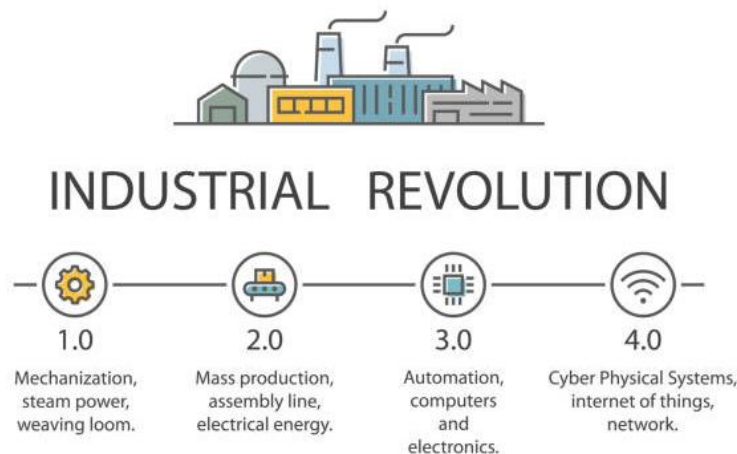 INDUSTRIAL REVOLUTION
1.0
Mechanization,
steam power,
weaving loom.
2.0
Mass production,
assembly line,
electrical energy.
3.0
Automation,
computers
and
electronics.
4.0
Cyber Physical Systems,
internet of things,
network.